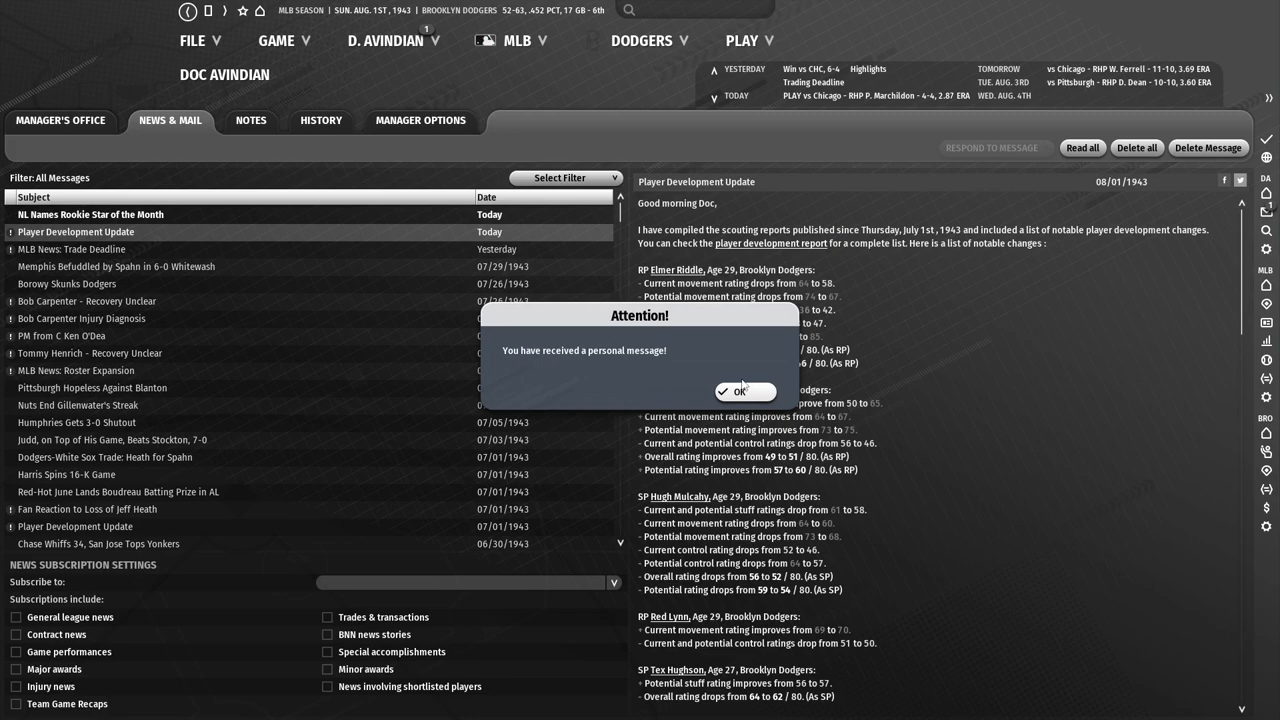 MLB SEASON | SUN. AUG. 1ST , 1943 | BROOKLYN DODGERS 52-63, .452 PCT, 17 GB - 6th
FILE GAME D. AVINDIAN 1 MLB DODGERS PLAY
DOC AVINDIAN
YESTERDAY Win vs CHC, 6-4 Highlights
Trading Deadline
TODAY PLAY vs Chicago - RHP P. Marchildon - 4-4, 2.87 ERA
TOMORROW vs Chicago - RHP W. Ferrell - 11-10, 3.69 ERA
TUE. AUG. 3RD vs Pittsburgh - RHP D. Dean - 10-10, 3.60 ERA
WED. AUG. 4TH
MANAGER'S OFFICE NEWS & MAIL NOTES HISTORY MANAGER OPTIONS
RESPOND TO MESSAGE Read all Delete all Delete Message
Filter: All Messages Select Filter
Subject Date
NL Names Rookie Star of the Month Today
! Player Development Update Today
! MLB News: Trade Deadline Yesterday
Memphis Befuddled by Spahn in 6-0 Whitewash 07/29/1943
Borowy Skunks Dodgers 07/26/1943
! Bob Carpenter - Recovery Unclear 07/26/1943
! Bob Carpenter Injury Diagnosis
! PM from C Ken O'Dea
! Tommy Henrich - Recovery Unclear
! MLB News: Roster Expansion
Pittsburgh Hopeless Against Blanton
Nuts End Gillenwater's Streak
Humphries Gets 3-0 Shutout 07/05/1943
Judd, on Top of His Game, Beats Stockton, 7-0 07/03/1943
Dodgers-White Sox Trade: Heath for Spahn 07/01/1943
Harris Spins 16-K Game 07/01/1943
Red-Hot June Lands Boudreau Batting Prize in AL 07/01/1943
! Fan Reaction to Loss of Jeff Heath 07/01/1943
! Player Development Update 07/01/1943
Chase Whiffs 34, San Jose Tops Yonkers 06/30/1943
NEWS SUBSCRIPTION SETTINGS
Subscribe to:
Subscriptions include:
General league news Trades & transactions
Contract news BNN news stories
Game performances Special accomplishments
Major awards Minor awards
Injury news News involving shortlisted players
Team Game Recaps
Player Development Update 08/01/1943 f
Good morning Doc,
I have compiled the scouting reports published since Thursday, July 1st , 1943 and included a list of notable player development changes.
You can check the player development report for a complete list. Here is a list of notable changes :
RP Elmer Riddle, Age 29, Brooklyn Dodgers:
- Current movement rating drops from 64 to 58.
- Potential movement rating drops from 74 to 67.
36 to 42.
to 47.
85.
/ 80. (As RP)
/ 80. (As RP)
Attention!
You have received a personal message!
OK
odgers:
prove from 50 to 65.
+ Current movement rating improves from 64 to 67.
+ Potential movement rating improves from 73 to 75.
- Current and potential control ratings drop from 56 to 46.
+ Overall rating improves from 49 to 51 / 80. (As RP)
+ Potential rating improves from 57 to 60 / 80. (As RP)
SP Hugh Mulcahy, Age 29, Brooklyn Dodgers:
- Current and potential stuff ratings drop from 61 to 58.
- Current movement rating drops from 64 to 60.
- Potential movement rating drops from 73 to 68.
- Current control rating drops from 52 to 46.
- Potential control rating drops from 64 to 57.
- Overall rating drops from 56 to 52 / 80. (As SP)
- Potential rating drops from 59 to 54 / 80. (As SP)
RP Red Lynn, Age 29, Brooklyn Dodgers:
+ Current movement rating improves from 69 to 70.
- Current and potential control ratings drop from 51 to 50.
SP Tex Hughson, Age 27, Brooklyn Dodgers:
+ Potential stuff rating improves from 56 to 57.
- Overall rating drops from 64 to 62 / 80. (As SP)
DA
1
MLB
BRO
$